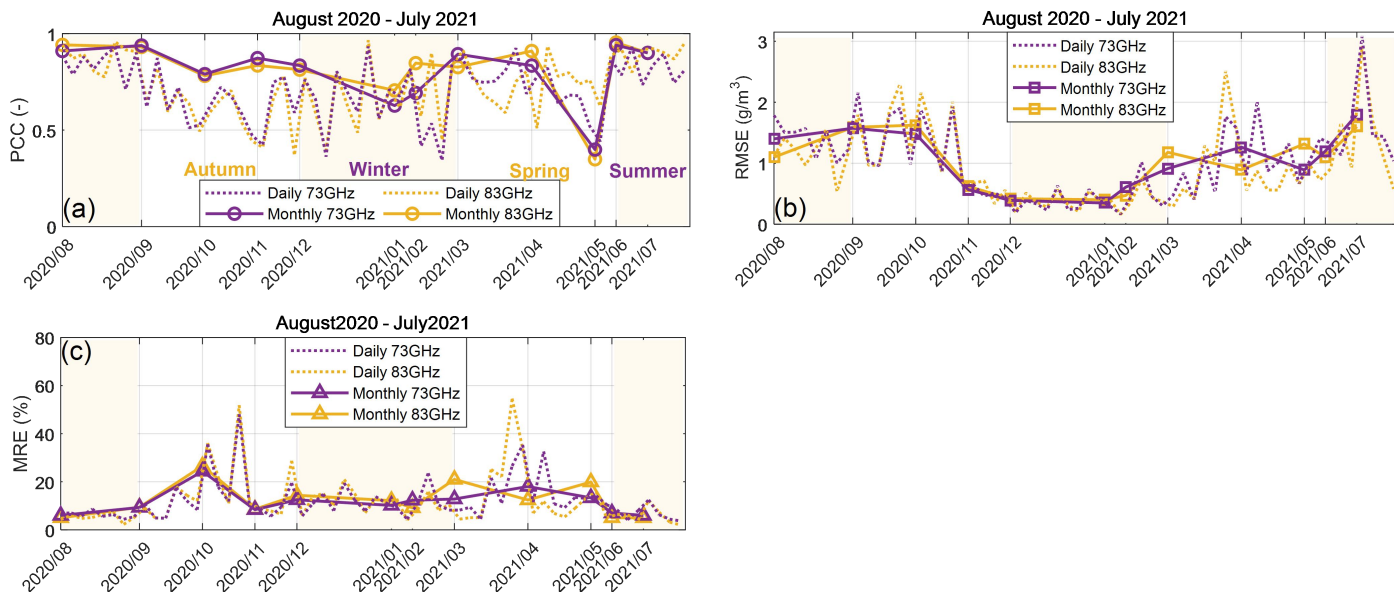 August 2020 - July 2021
1
0.5
0
PCC (-)
Autumn
Winter
Spring
Summer
Daily 73GHz
Daily 83GHz
Monthly 73GHz
Monthly 83GHz
(a)
2020/08
2020/09
2020/10
2020/11
2020/12
2021/01
2021/02
2021/03
2021/04
2021/05
2021/06
2021/07
August 2020 - July 2021
3
2
1
0
RMSE (g/m3)
Daily 73GHz
Daily 83GHz
Monthly 73GHz
Monthly 83GHz
(b)
2020/08
2020/09
2020/10
2020/11
2020/12
2021/01
2021/02
2021/03
2021/04
2021/05
2021/06
2021/07
August2020 - July2021
80
60
40
20
0
MRE (%)
(c)
Daily 73GHz
Daily 83GHz
Monthly 73GHz
Monthly 83GHz
2020/08
2020/09
2020/10
2020/11
2020/12
2021/01
2021/02
2021/03
2021/04
2021/05
2021/06
2021/07